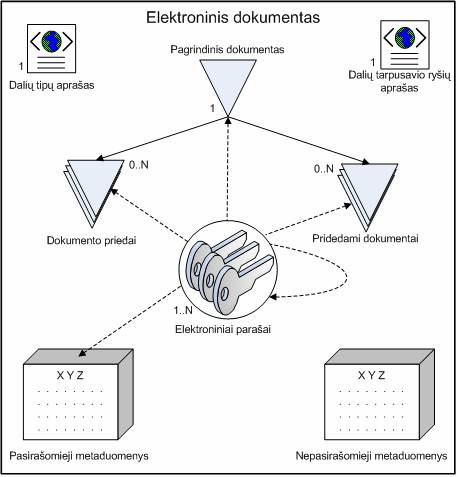 Elektroninis dokumentas
1
Dalių tipų aprašas
Pagrindinis dokumentas
1
1
Dalių tarpusavio ryšių
aprašas
0..N
Dokumento priedai
0..N
Pridedami dokumentai
1..N
Elektroniniai parašai
X Y Z
Pasirašomieji metaduomenys
X Y Z
Nepasirašomieji metaduomenys